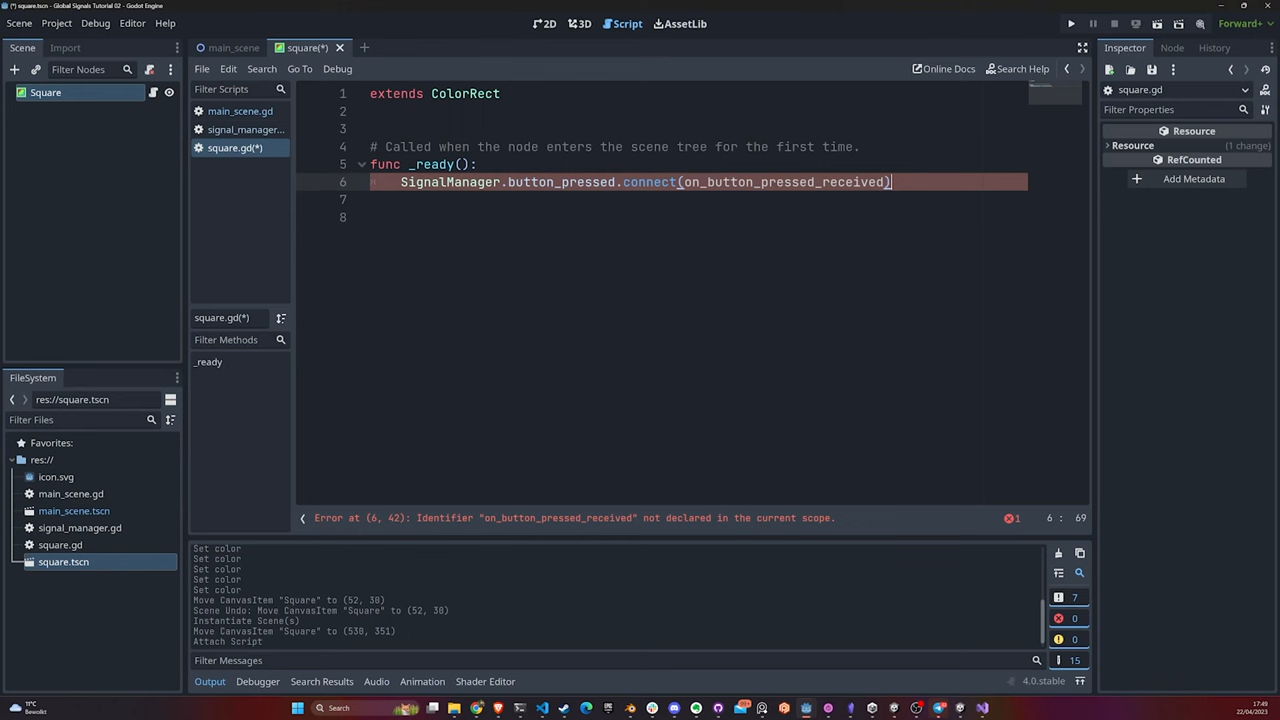 (*) square.tscn - Global Signals Tutorial 02 - Godot Engine
Scene Project Debug Editor Help
2D 3D Script AssetLib
Forward+
Scene Import
Filter Nodes
Square
main_scene square(*)
File Edit Search Go To Debug
Online Docs Search Help
Filter Scripts
main_scene.gd
signal_manager...
square.gd(*)
square.gd(*)
Filter Methods
_ready
1 extends ColorRect
2
3
4 # Called when the node enters the scene tree for the first time.
5 func _ready():
6 SignalManager.button_pressed.connect(on_button_pressed_received)
7
8
Error at (6, 42): Identifier "on_button_pressed_received" not declared in the current scope.
1 6 : 69
Inspector Node History
square.gd
Filter Properties
Resource
Resource (1 change)
RefCounted
Add Metadata
FileSystem
res://square.tscn
Filter Files
Favorites:
res://
icon.svg
main_scene.gd
main_scene.tscn
signal_manager.gd
square.gd
square.tscn
Set color
Set color
Set color
Set color
Set color
Move CanvasItem "Square" to (52, 30)
Scene Undo: Move CanvasItem "Square" to (52, 30)
Instantiate Scene(s)
Move CanvasItem "Square" to (530, 351)
Attach Script
7
0
0
15
Filter Messages
Output Debugger Search Results Audio Animation Shader Editor
4.0.stable
11°C
Bewolkt
Search
17:49
22/04/2023